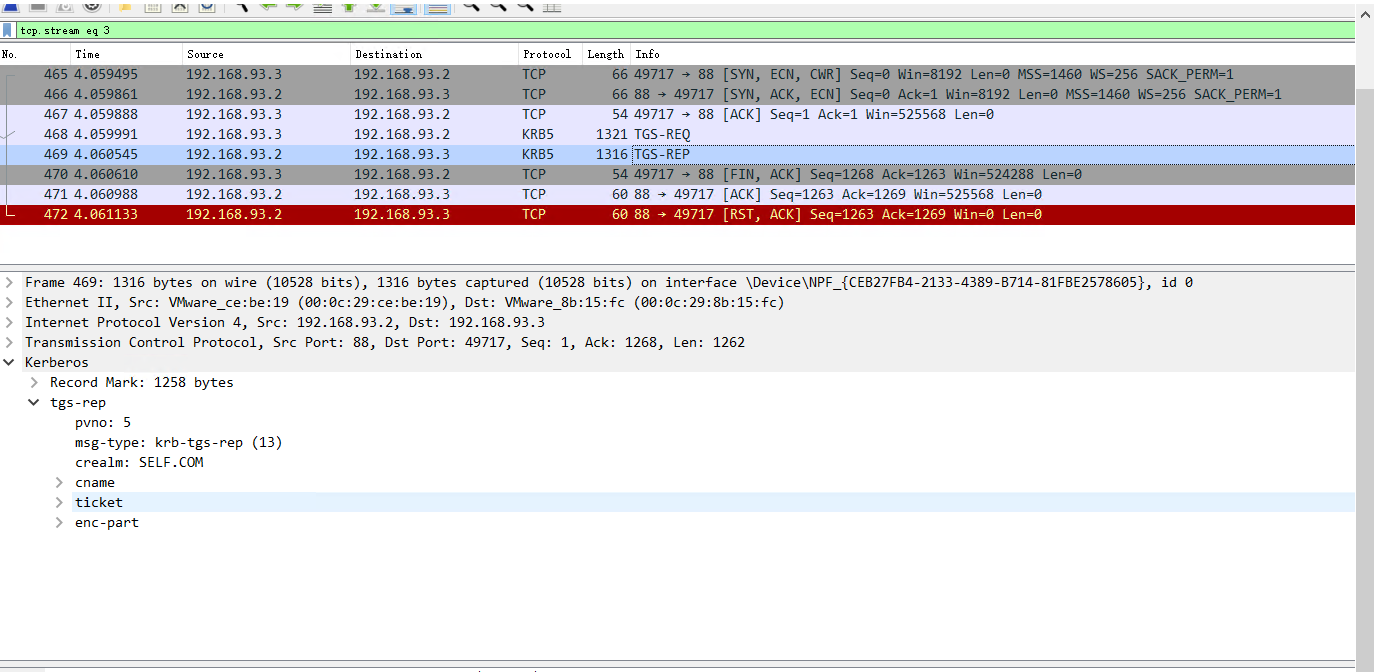 tcp.stream eq 3
No. Time Source Destination Protocol Length Info
465 4.059495 192.168.93.3 192.168.93.2 TCP 66 49717 → 88 [SYN, ECN, CWR] Seq=0 Win=8192 Len=0 MSS=1460 WS=256 SACK_PERM=1
466 4.059861 192.168.93.2 192.168.93.3 TCP 66 88 → 49717 [SYN, ACK, ECN] Seq=0 Ack=1 Win=8192 Len=0 MSS=1460 WS=256 SACK_PERM=1
467 4.059888 192.168.93.3 192.168.93.2 TCP 54 49717 → 88 [ACK] Seq=1 Ack=1 Win=525568 Len=0
468 4.059991 192.168.93.3 192.168.93.2 KRB5 1321 TGS-REQ
469 4.060545 192.168.93.2 192.168.93.3 KRB5 1316 TGS-REP
470 4.060610 192.168.93.3 192.168.93.2 TCP 54 49717 → 88 [FIN, ACK] Seq=1268 Ack=1263 Win=524288 Len=0
471 4.060988 192.168.93.2 192.168.93.3 TCP 60 88 → 49717 [ACK] Seq=1263 Ack=1269 Win=525568 Len=0
472 4.061133 192.168.93.2 192.168.93.3 TCP 60 88 → 49717 [RST, ACK] Seq=1263 Ack=1269 Win=0 Len=0
Frame 469: 1316 bytes on wire (10528 bits), 1316 bytes captured (10528 bits) on interface \Device\NPF_{CEB27FB4-2133-4389-B714-81FBE2578605}, id 0
Ethernet II, Src: VMware_ce:be:19 (00:0c:29:ce:be:19), Dst: VMware_8b:15:fc (00:0c:29:8b:15:fc)
Internet Protocol Version 4, Src: 192.168.93.2, Dst: 192.168.93.3
Transmission Control Protocol, Src Port: 88, Dst Port: 49717, Seq: 1, Ack: 1268, Len: 1262
Kerberos
Record Mark: 1258 bytes
tgs-rep
pvno: 5
msg-type: krb-tgs-rep (13)
crealm: SELF.COM
cname
ticket
enc-part